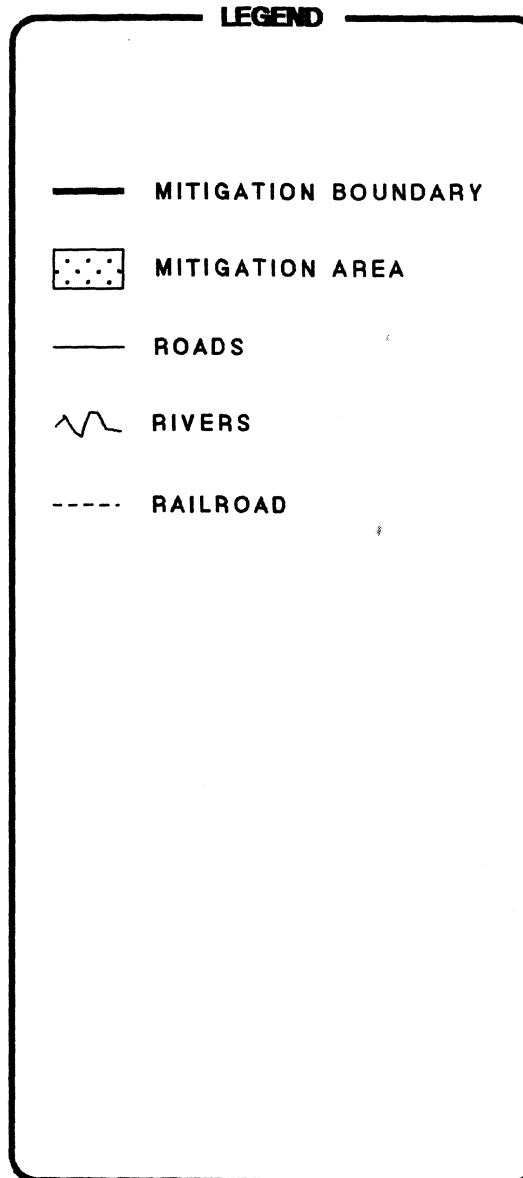 LEGEND
MITIGATION BOUNDARY
MITIGATION AREA
ROADS
RIVERS
RAILROAD